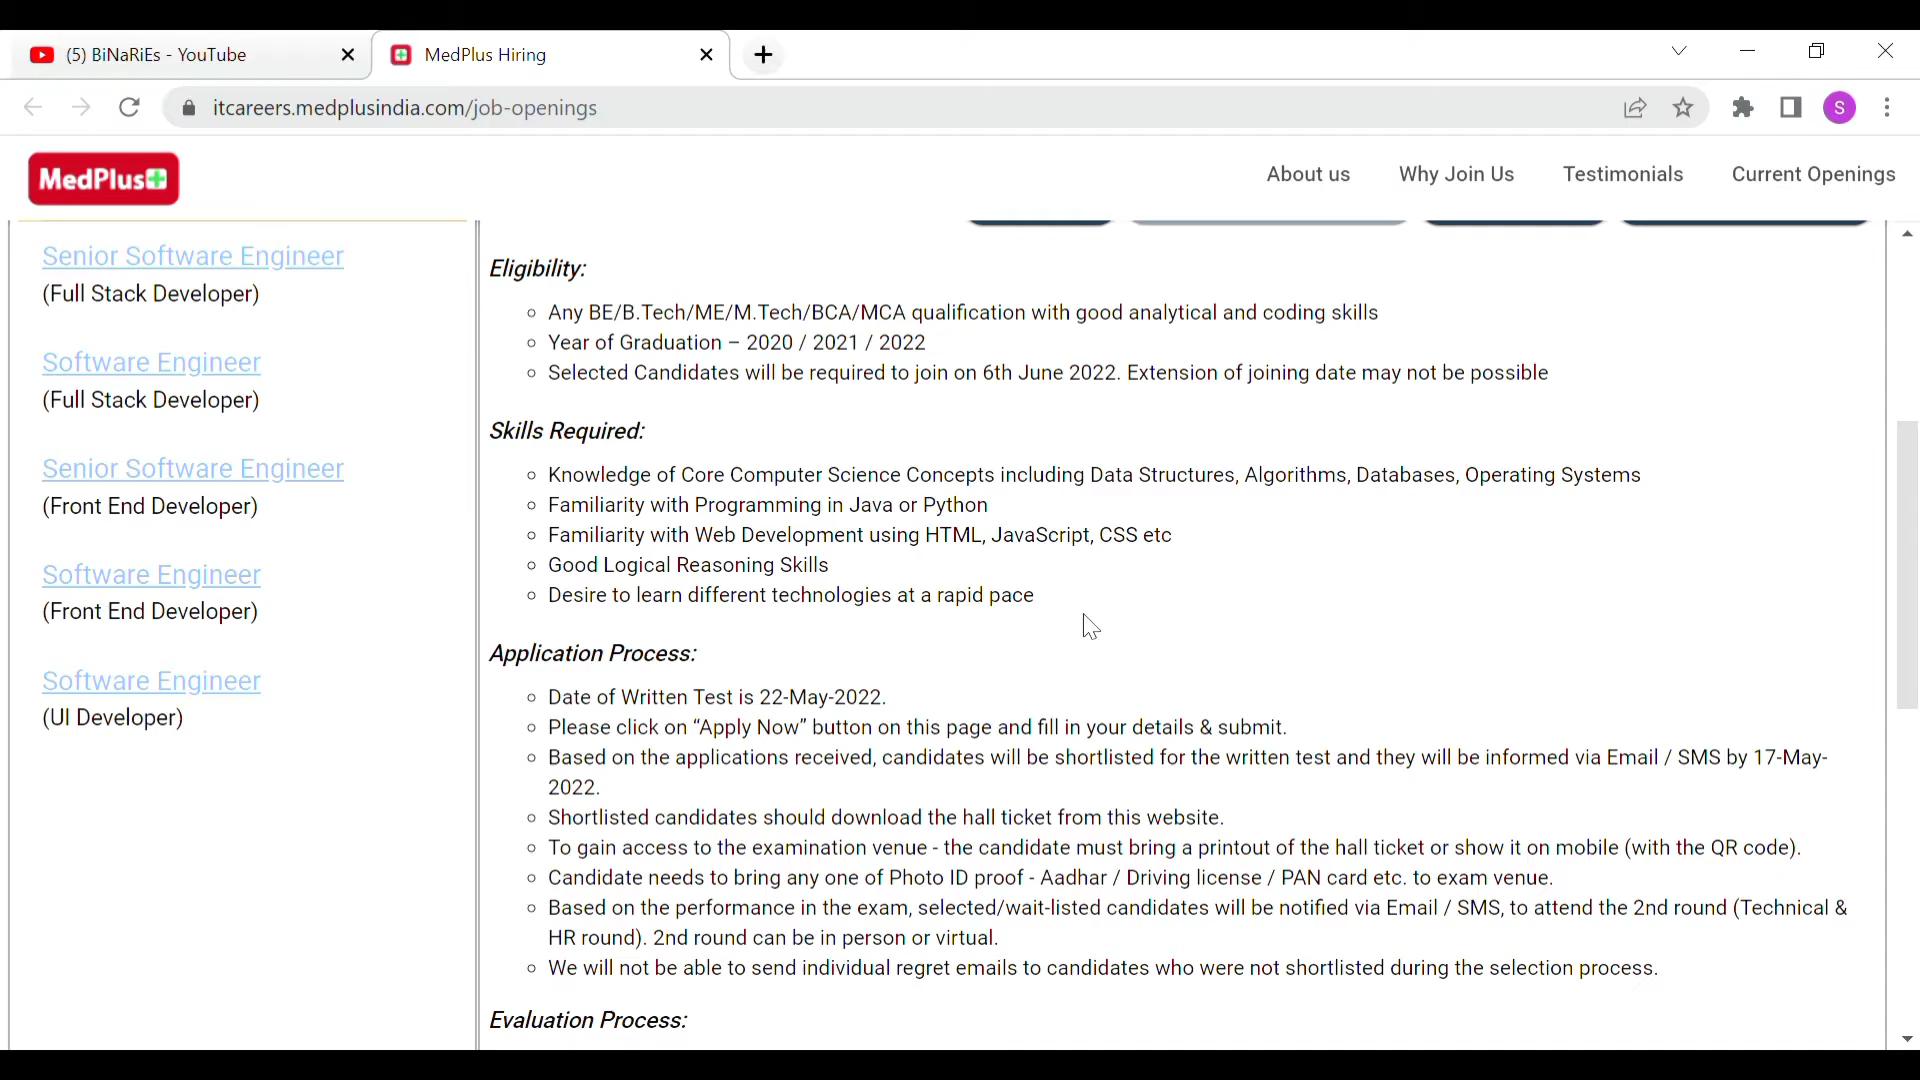 (5) BiNaRiEs - YouTube
MedPlus Hiring
itcareers.medplusindia.com/job-openings
S
MedPlus
About us
Why Join Us
Testimonials
Current Openings
Senior Software Engineer
(Full Stack Developer)
Software Engineer
(Full Stack Developer)
Senior Software Engineer
(Front End Developer)
Software Engineer
(Front End Developer)
Software Engineer
(UI Developer)
Eligibility:
Any BE/B.Tech/ME/M.Tech/BCA/MCA qualification with good analytical and coding skills
Year of Graduation – 2020 / 2021 / 2022
Selected Candidates will be required to join on 6th June 2022. Extension of joining date may not be possible
Skills Required:
Knowledge of Core Computer Science Concepts including Data Structures, Algorithms, Databases, Operating Systems
Familiarity with Programming in Java or Python
Familiarity with Web Development using HTML, JavaScript, CSS etc
Good Logical Reasoning Skills
Desire to learn different technologies at a rapid pace
Application Process:
Date of Written Test is 22-May-2022.
Please click on “Apply Now” button on this page and fill in your details & submit.
Based on the applications received, candidates will be shortlisted for the written test and they will be informed via Email / SMS by 17-May-
2022.
Shortlisted candidates should download the hall ticket from this website.
To gain access to the examination venue - the candidate must bring a printout of the hall ticket or show it on mobile (with the QR code).
Candidate needs to bring any one of Photo ID proof - Aadhar / Driving license / PAN card etc. to exam venue.
Based on the performance in the exam, selected/wait-listed candidates will be notified via Email / SMS, to attend the 2nd round (Technical &
HR round). 2nd round can be in person or virtual.
We will not be able to send individual regret emails to candidates who were not shortlisted during the selection process.
Evaluation Process: